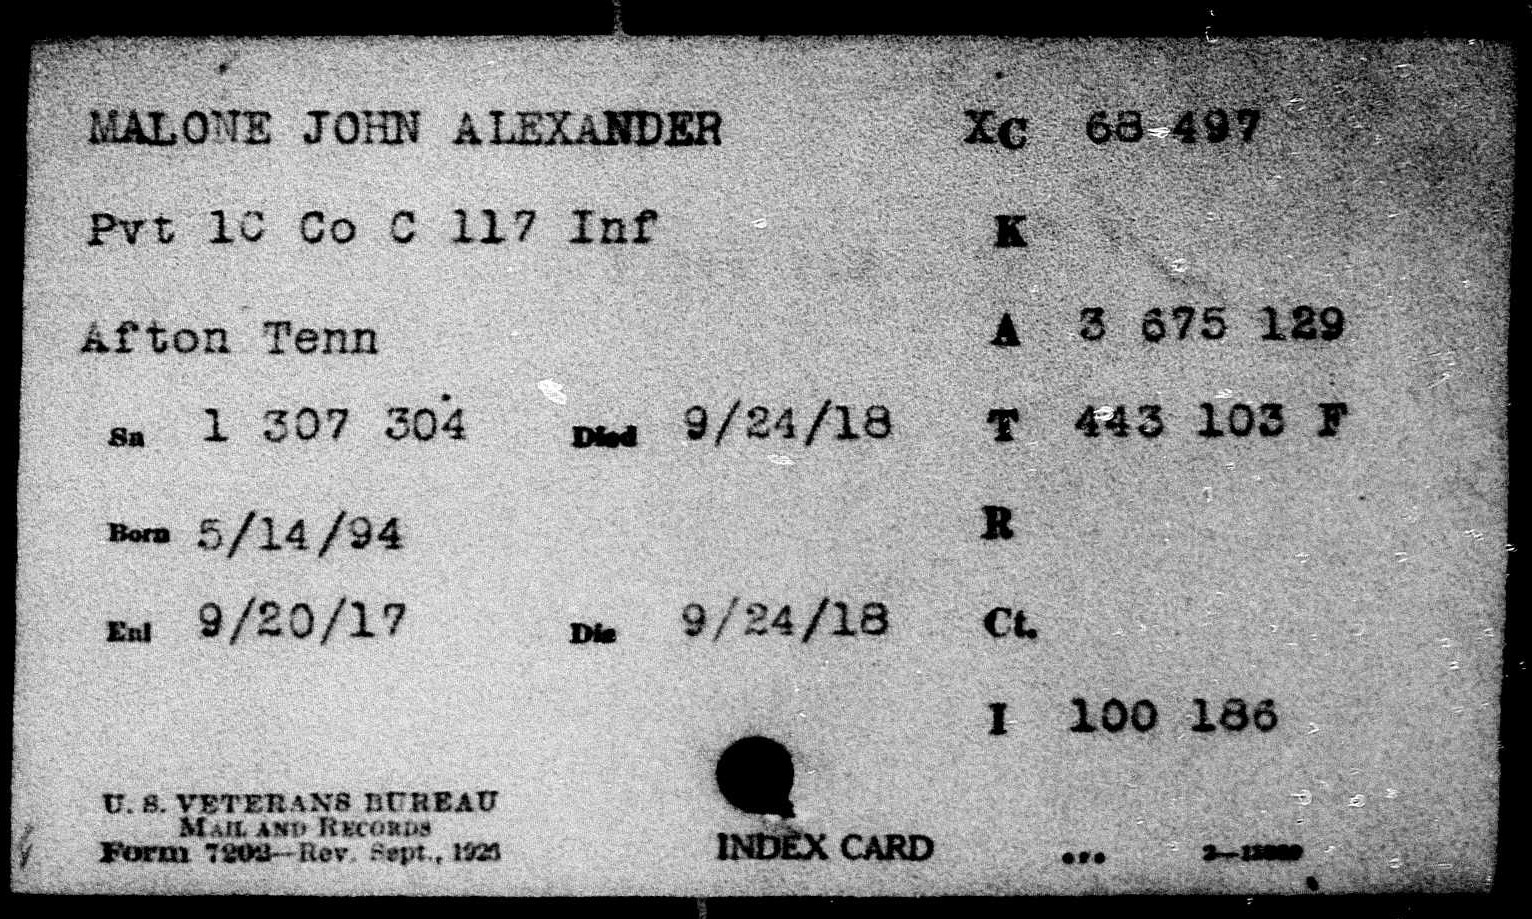 MALONE JOHN ALEXANDER XC 68-497
Pvt 1C Co C 117 Inf K
Afton Tenn A 3 675 129
Sn 1 307 304 Died 9/24/18 T 443 103 F
Born 5/14/94 R
Enl 9/20/17 Dis 9/24/18 Ct.
I 100 186
U. S. VETERANS BUREAU
MAIL AND RECORDS
Form 7202—Rev. Sept.,
INDEX CARD